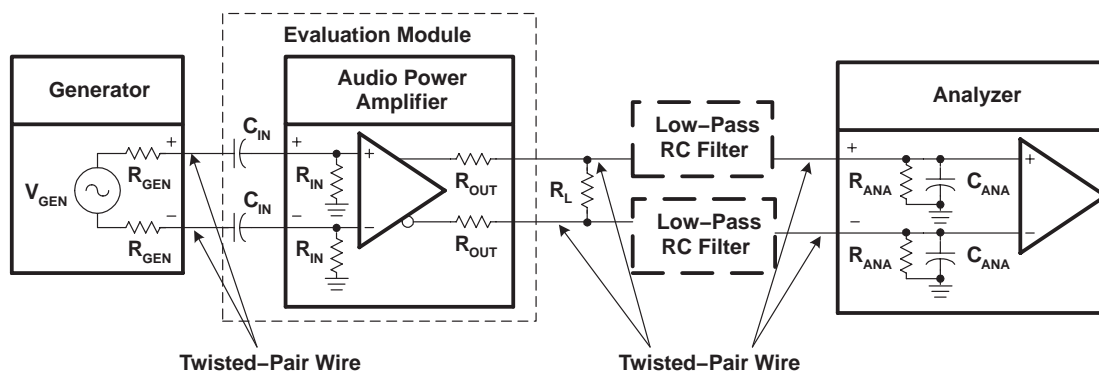 Evaluation Module
Generator
Audio Power
Amplifier
Analyzer
Low−Pass
RC Filter
Low−Pass
RC Filter
V_GEN
+
R_GEN
−
R_GEN
C_IN
C_IN
+
R_IN
−
R_IN
+
−
R_OUT
R_OUT
R_L
+
R_ANA
C_ANA
−
R_ANA
C_ANA
+
−
Twisted−Pair Wire
Twisted−Pair Wire